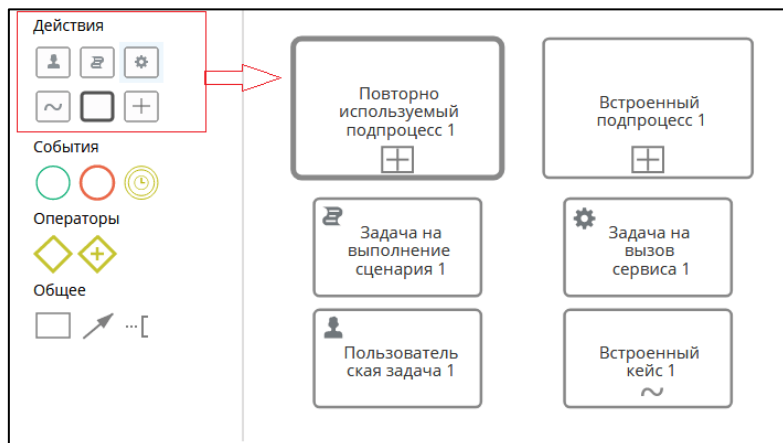 Действия
События
Операторы
Общее
Повторно
используемый
подпроцесс 1
Встроенный
подпроцесс 1
Задача на
выполнение
сценария 1
Задача на
вызов
сервиса 1
Пользователь
ская задача 1
Встроенный
кейс 1